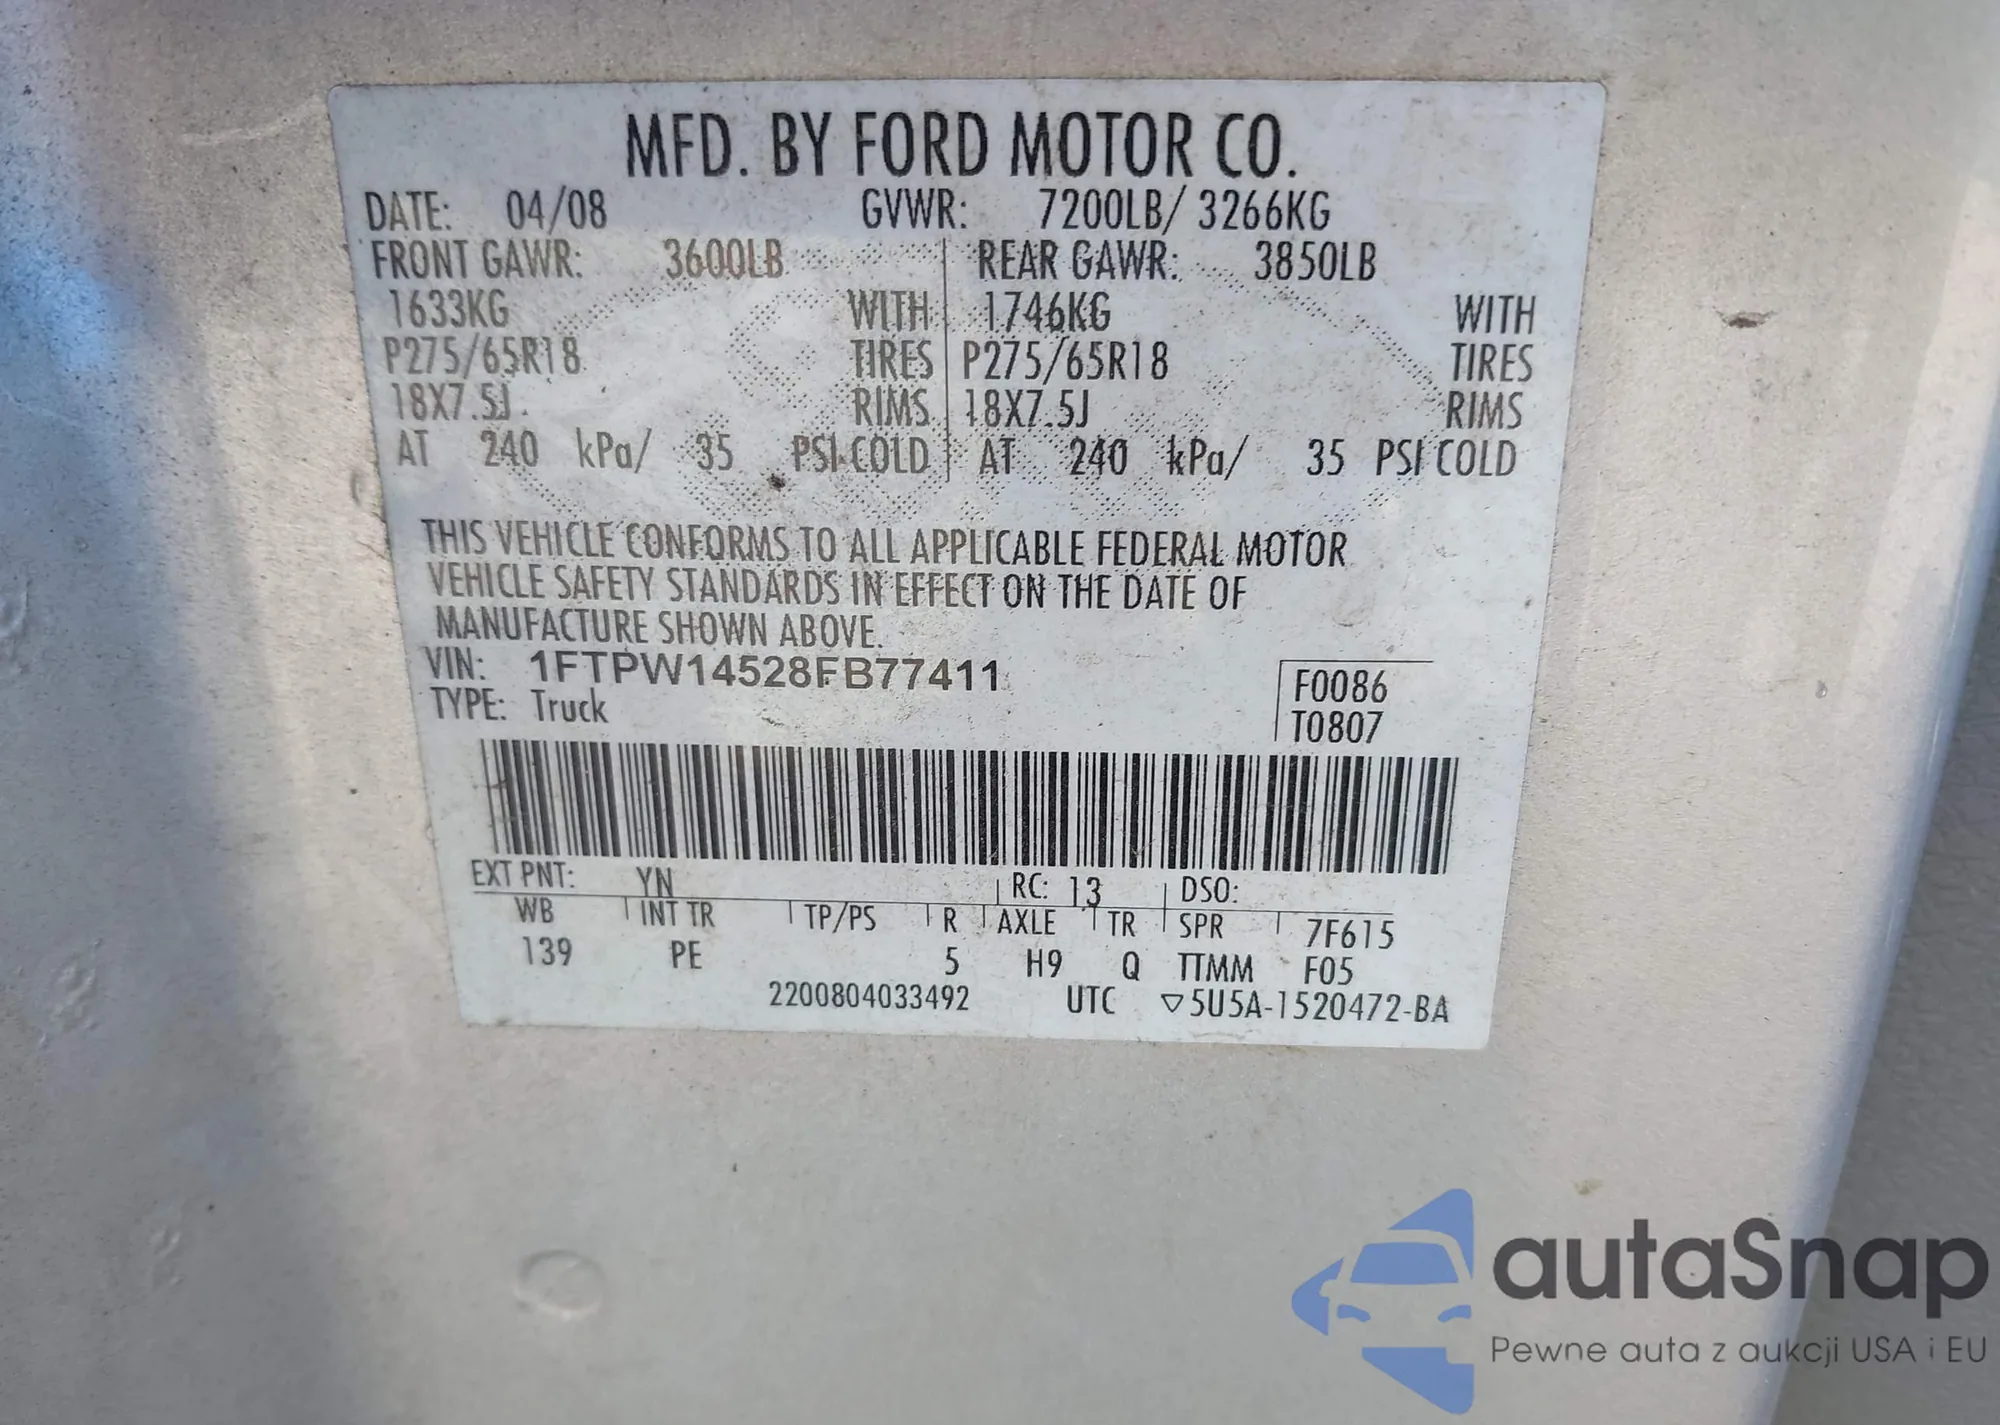 MFD. BY FORD MOTOR CO.
DATE: 04/08 GVWR: 7200LB/ 3266KG
FRONT GAWR: 3600LB REAR GAWR: 3850LB
1633KG WITH 1746KG WITH
P275/65R18 TIRES P275/65R18 TIRES
18X7.5J RIMS 18X7.5J RIMS
AT 240 kPa/ 35 PSI COLD AT 240 kPa/ 35 PSI COLD
THIS VEHICLE CONFORMS TO ALL APPLICABLE FEDERAL MOTOR
VEHICLE SAFETY STANDARDS IN EFFECT ON THE DATE OF
MANUFACTURE SHOWN ABOVE.
VIN: 1FTPW14528FB77411
TYPE: Truck
F0086
T0807
EXT PNT: YN RC: 13 DSO:
WB INT TR TP/PS R AXLE TR SPR 7F615
139 PE 5 H9 Q TTMM F05
2200804033492 UTC ▽5U5A-1520472-BA
autaSnap
Pewne auta z aukcji USA i EU